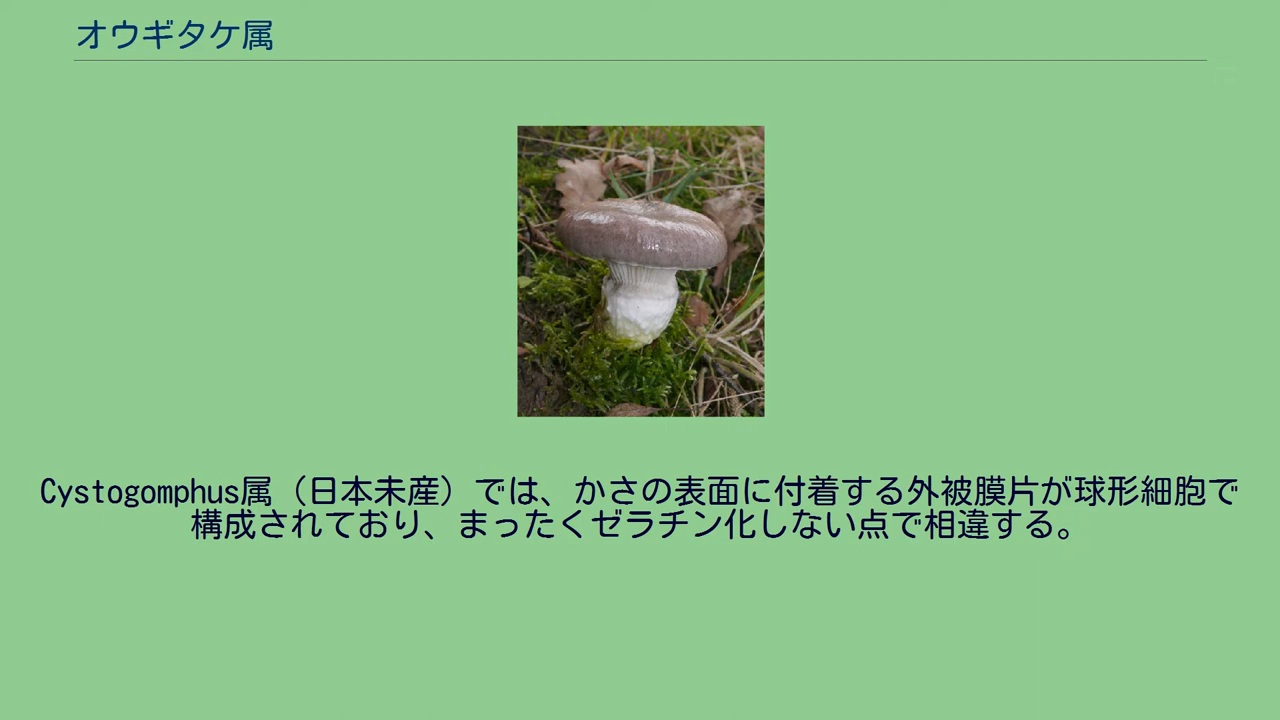 オウギタケ属
Cystogomphus属（日本未産）では、かさの表面に付着する外被膜片が球形細胞で
構成されており、まったくゼラチン化しない点で相違する。